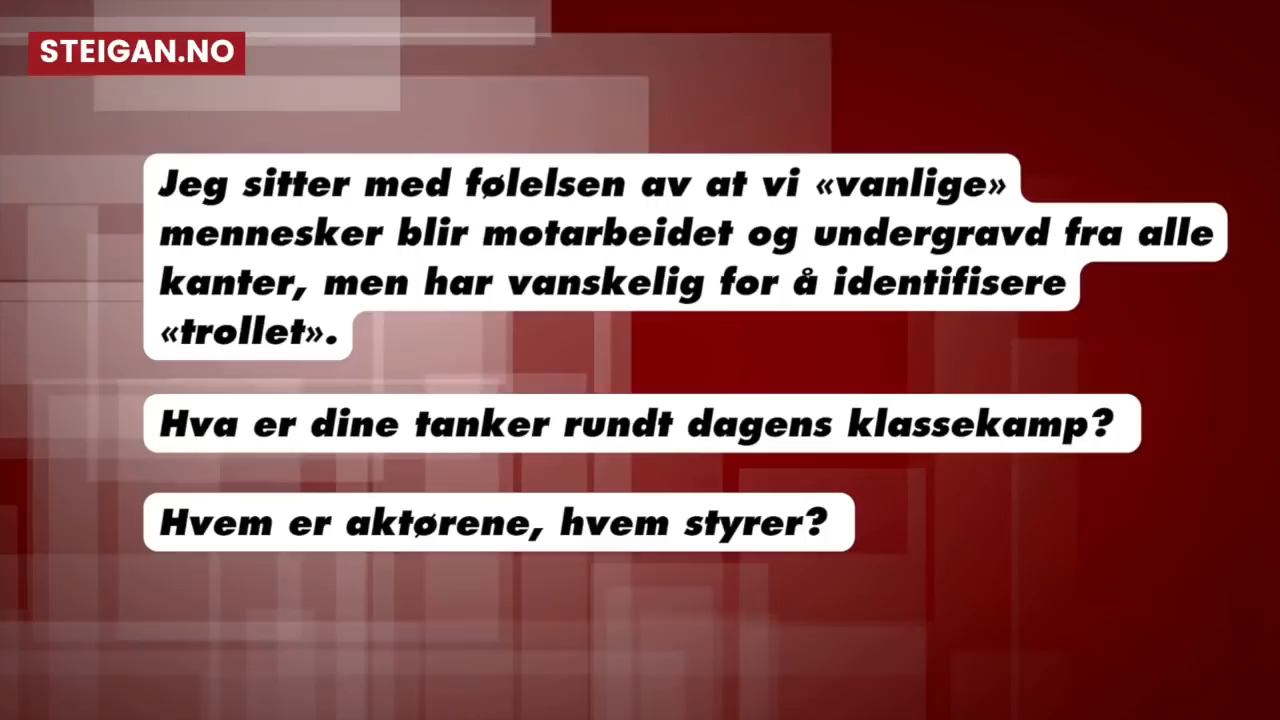 STEIGAN.NO
Jeg sitter med følelsen av at vi «vanlige»
mennesker blir motarbeidet og undergravd fra alle
kanter, men har vanskelig for å identifisere
«trollet».
Hva er dine tanker rundt dagens klassekamp?
Hvem er aktørene, hvem styrer?